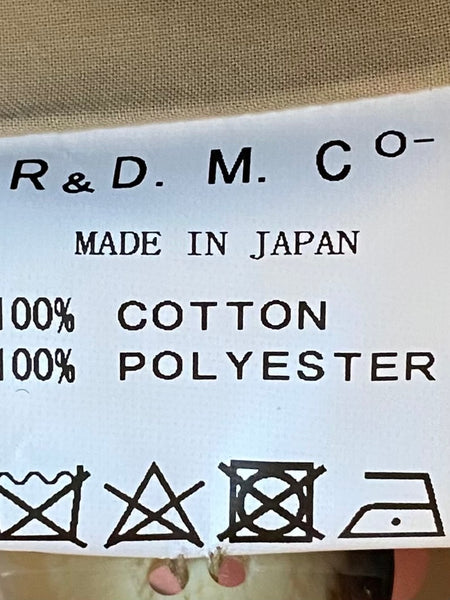 R & D. M. Co-
MADE IN JAPAN
100% COTTON
100% POLYESTER